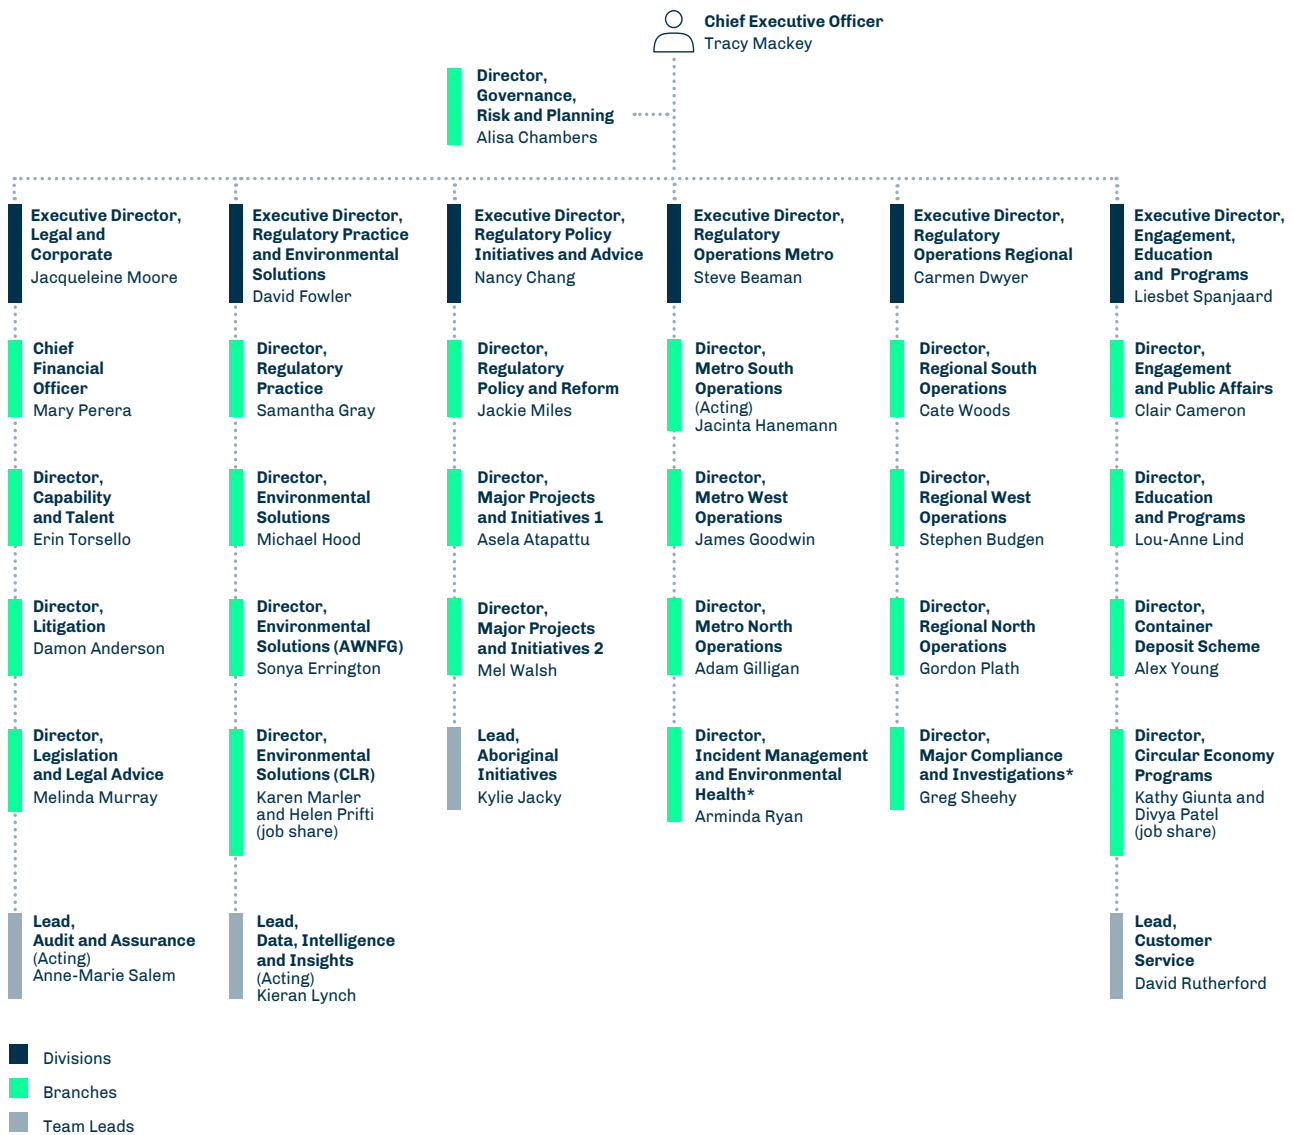 Chief Executive Officer
Tracy Mackey
Director,
Governance,
Risk and Planning
Alisa Chambers
Executive Director,
Legal and
Corporate
Jacqueleine Moore
Chief
Financial
Officer
Mary Perera
Director,
Capability
and Talent
Erin Torsello
Director,
Litigation
Damon Anderson
Director,
Legislation
and Legal Advice
Melinda Murray
Lead,
Audit and Assurance
(Acting)
Anne-Marie Salem
Executive Director,
Regulatory Practice
and Environmental
Solutions
David Fowler
Director,
Regulatory
Practice
Samantha Gray
Director,
Environmental
Solutions
Michael Hood
Director,
Environmental
Solutions (AWNFG)
Sonya Errington
Director,
Environmental
Solutions (CLR)
Karen Marler
and Helen Prifti
(job share)
Lead,
Data, Intelligence
and Insights
(Acting)
Kieran Lynch
Executive Director,
Regulatory Policy
Initiatives and Advice
Nancy Chang
Director,
Regulatory
Policy and Reform
Jackie Miles
Director,
Major Projects
and Initiatives 1
Asela Atapattu
Director,
Major Projects
and Initiatives 2
Mel Walsh
Lead,
Aboriginal
Initiatives
Kylie Jacky
Executive Director,
Regulatory
Operations Metro
Steve Beaman
Director,
Metro South
Operations
(Acting)
Jacinta Hanemann
Director,
Metro West
Operations
James Goodwin
Director,
Metro North
Operations
Adam Gilligan
Director,
Incident Management
and Environmental
Health*
Arminda Ryan
Executive Director,
Regulatory
Operations Regional
Carmen Dwyer
Director,
Regional South
Operations
Cate Woods
Director,
Regional West
Operations
Stephen Budgen
Director,
Regional North
Operations
Gordon Plath
Director,
Major Compliance
and Investigations*
Greg Sheehy
Executive Director,
Engagement,
Education
and Programs
Liesbet Spanjaard
Director,
Engagement
and Public Affairs
Clair Cameron
Director,
Education
and Programs
Lou-Anne Lind
Director,
Container
Deposit Scheme
Alex Young
Director,
Circular Economy
Programs
Kathy Giunta and
Divya Patel
(job share)
Lead,
Customer
Service
David Rutherford
Divisions
Branches
Team Leads